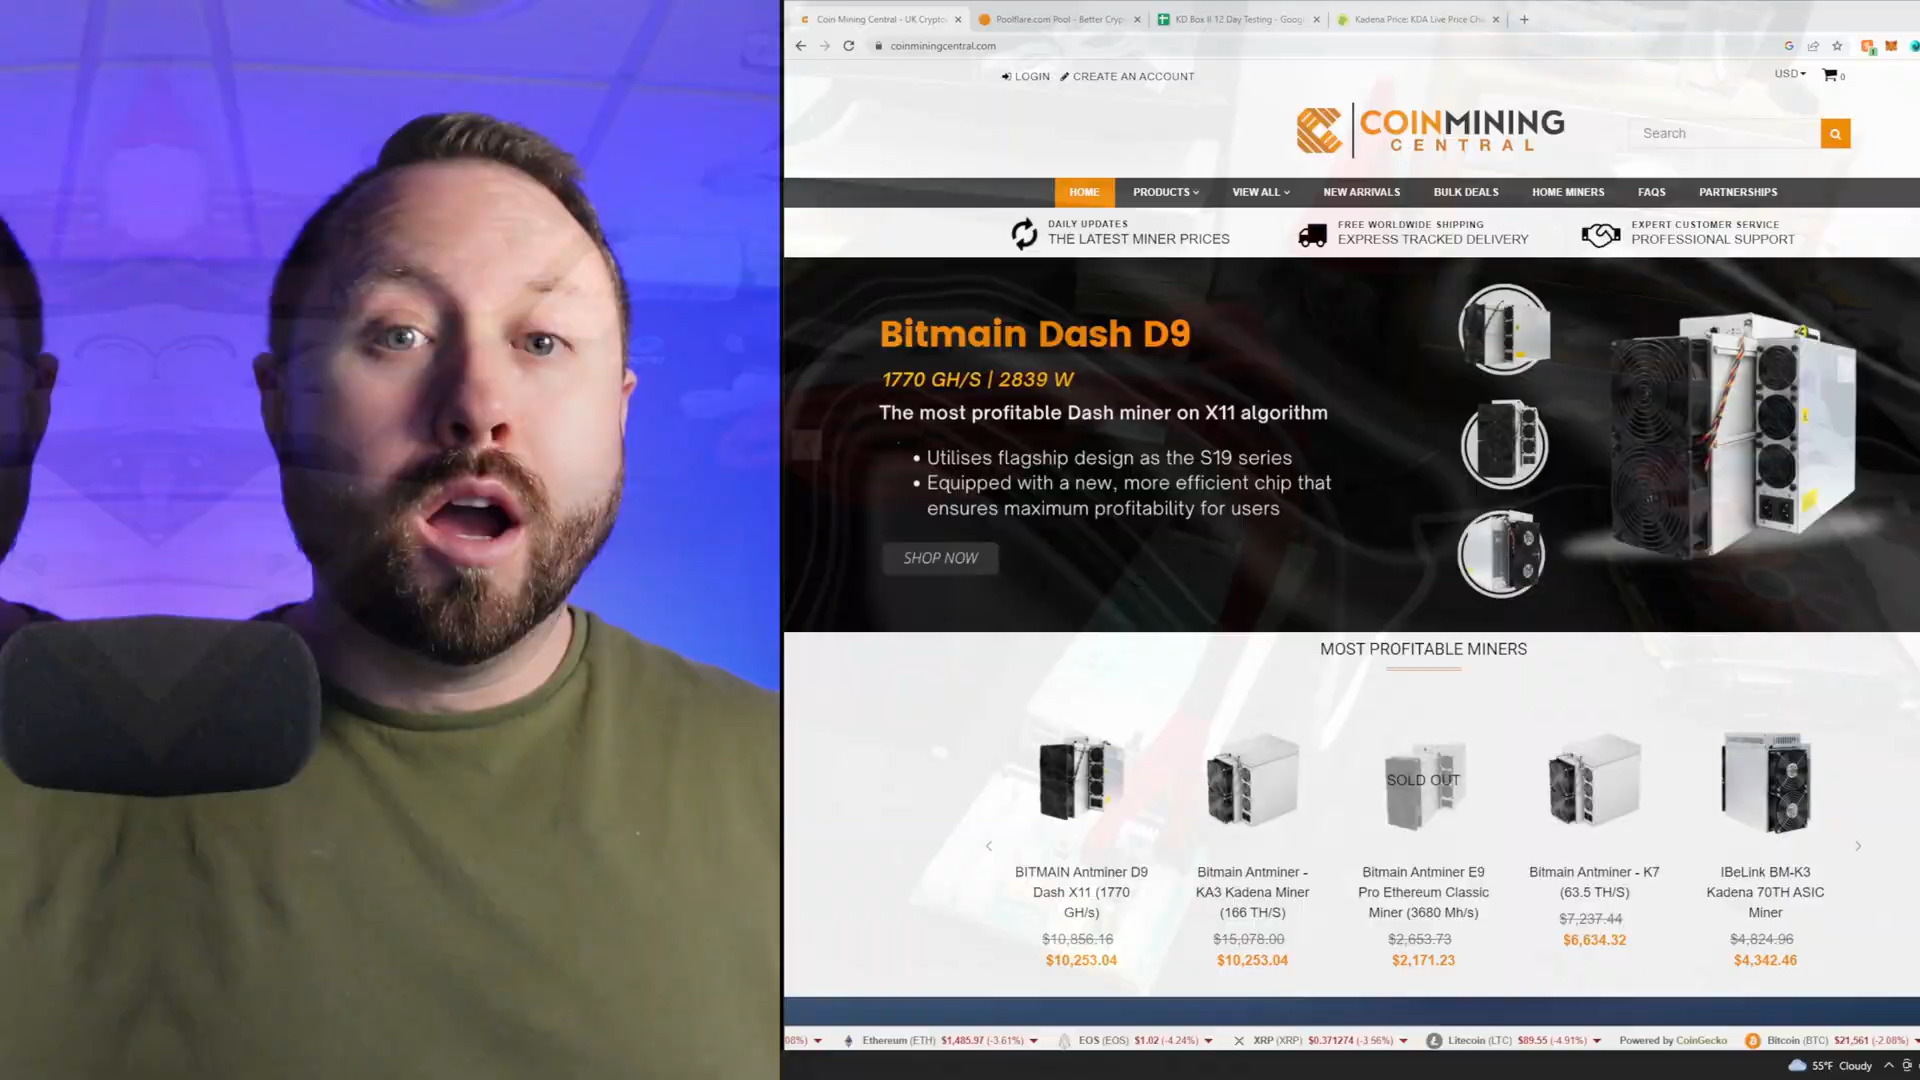 Coin Mining Central - UK Crypto
Poolflare.com Pool - Better Cryp
KD Box II 12 Day Testing - Goog
Kadena Price: KDA Live Price Ch
coinminingcentral.com
LOGIN CREATE AN ACCOUNT
USD
0
COINMINING
CENTRAL
Search
HOME PRODUCTS VIEW ALL NEW ARRIVALS BULK DEALS HOME MINERS FAQS PARTNERSHIPS
DAILY UPDATES
THE LATEST MINER PRICES
FREE WORLDWIDE SHIPPING
EXPRESS TRACKED DELIVERY
EXPERT CUSTOMER SERVICE
PROFESSIONAL SUPPORT
Bitmain Dash D9
1770 GH/S | 2839 W
The most profitable Dash miner on X11 algorithm
• Utilises flagship design as the S19 series
• Equipped with a new, more efficient chip that
ensures maximum profitability for users
SHOP NOW
MOST PROFITABLE MINERS
BITMAIN Antminer D9
Dash X11 (1770
GH/s)
$10,856.16
$10,253.04
Bitmain Antminer -
KA3 Kadena Miner
(166 TH/S)
$15,078.00
$10,253.04
SOLD OUT
Bitmain Antminer E9
Pro Ethereum Classic
Miner (3680 Mh/s)
$2,653.73
$2,171.23
Bitmain Antminer - K7
(63.5 TH/S)
$7,237.44
$6,634.32
IBeLink BM-K3
Kadena 70TH ASIC
Miner
$4,824.96
$4,342.46
08%) Ethereum (ETH) $1,485.97 (-3.61%) EOS (EOS) $1.02 (-4.24%) XRP (XRP) $0.371274 (-3.56%) Litecoin (LTC) $89.55 (-4.91%) Powered by CoinGecko Bitcoin (BTC) $21,561 (-2.08%)
55°F Cloudy